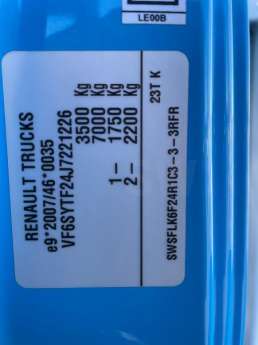 RENAULT TRUCKS
e9*2007/46*0035
VF6SYTF24J7221226
3500 Kg
7000 Kg
1- 1750 Kg
2- 2200 Kg
23T K
SWSFLK6F24R1C3-3-3RFR
LE00B